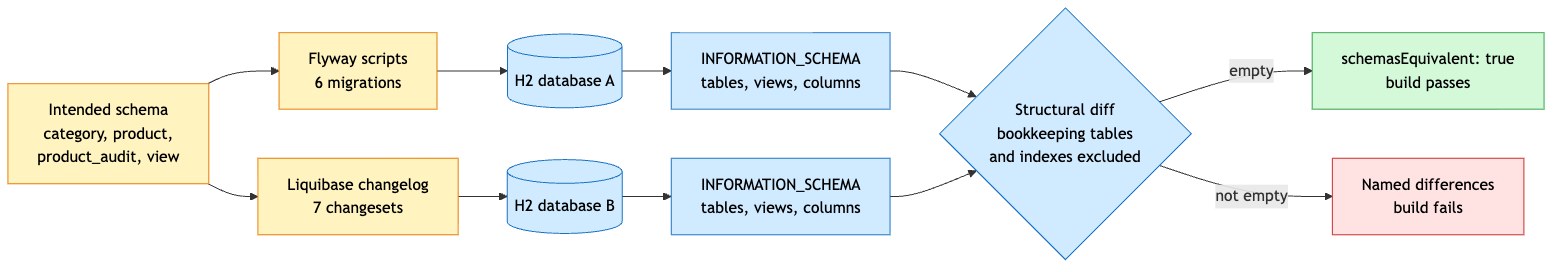 Intended schema
category, product,
product_audit, view
Flyway scripts
6 migrations
Liquibase changelog
7 changesets
H2 database A
H2 database B
INFORMATION_SCHEMA
tables, views, columns
INFORMATION_SCHEMA
tables, views, columns
Structural diff
bookkeeping tables
and indexes excluded
empty
not empty
schemasEquivalent: true
build passes
Named differences
build fails